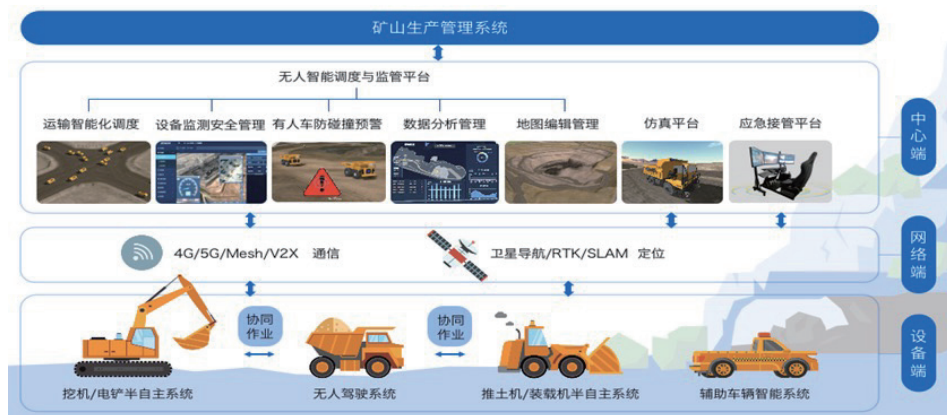 矿山生产管理系统
无人智能调度与监管平台
运输智能化调度 设备监测安全管理 有人车防碰撞预警 数据分析管理 地图编辑管理 仿真平台 应急接管平台
中心端
4G/5G/Mesh/V2X 通信 卫星导航/RTK/SLAM 定位
网络端
协同
作业
协同
作业
设备端
挖机/电铲半自主系统 无人驾驶系统 推土机/装载机半自主系统 辅助车辆智能系统